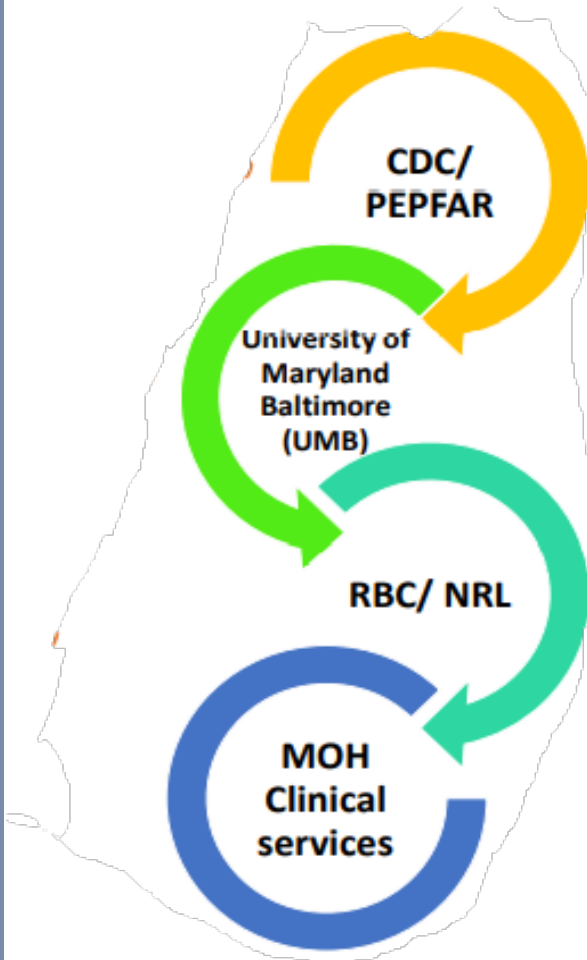 CDC/
PEPFAR
University of
Maryland
Baltimore
(UMB)
RBC/ NRL
MOH
Clinical
services